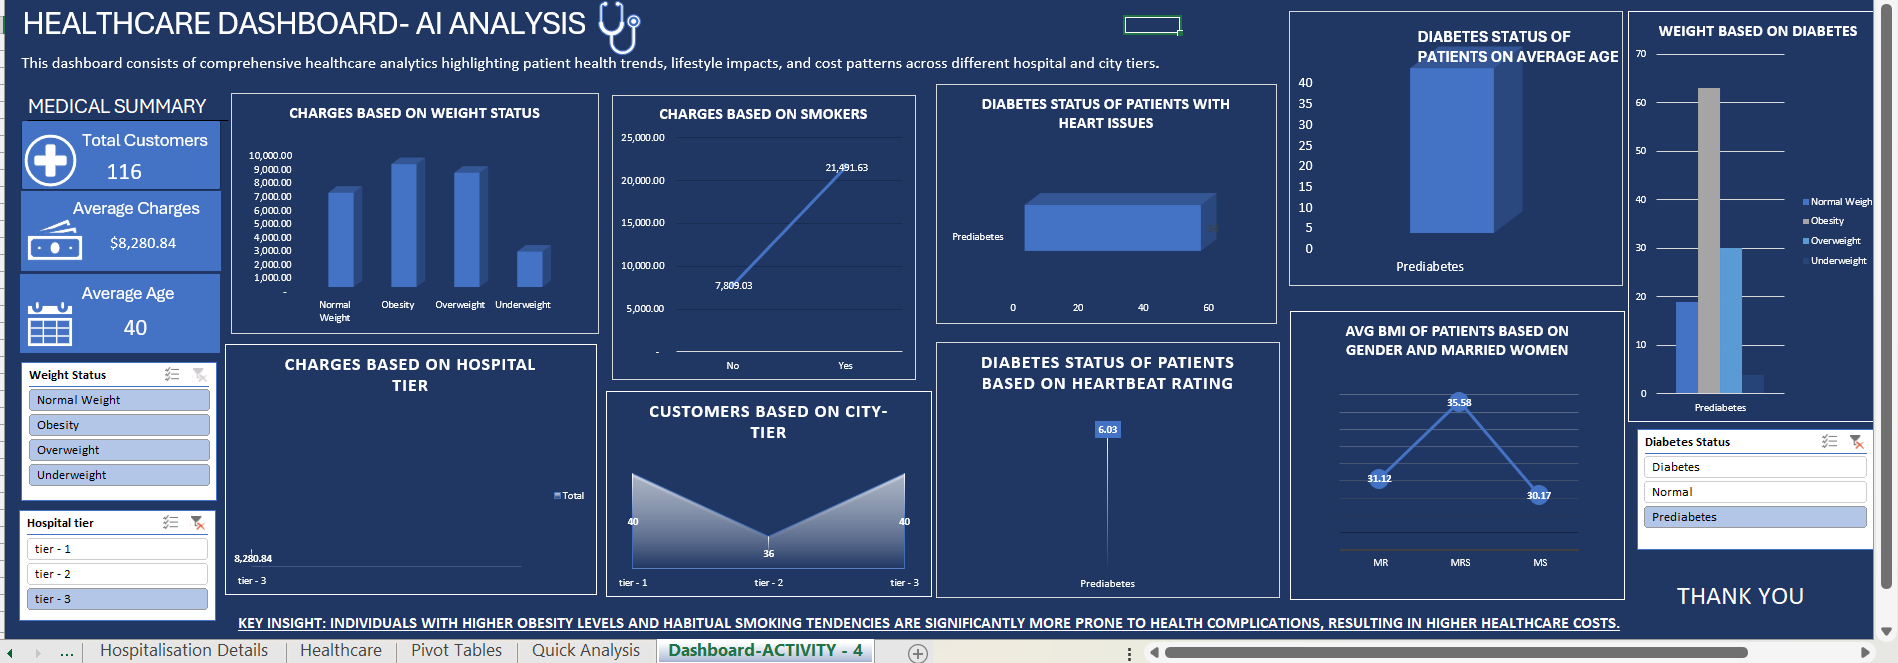 HEALTHCARE DASHBOARD- AI ANALYSIS
This dashboard consists of comprehensive healthcare analytics highlighting patient health trends, lifestyle impacts, and cost patterns across different hospital and city tiers.
MEDICAL SUMMARY
Total Customers
116
Average Charges
$8,280.84
Average Age
40
Weight Status
Normal Weight
Obesity
Overweight
Underweight
Hospital tier
tier - 1
tier - 2
tier - 3
CHARGES BASED ON WEIGHT STATUS
10,000.00
9,000.00
8,000.00
7,000.00
6,000.00
5,000.00
4,000.00
3,000.00
2,000.00
1,000.00
-
Normal
Weight
Obesity
Overweight
Underweight
CHARGES BASED ON HOSPITAL
TIER
Total
8,280.84
tier - 3
CHARGES BASED ON SMOKERS
25,000.00
20,000.00
15,000.00
10,000.00
5,000.00
-
21,491.63
7,809.03
No
Yes
CUSTOMERS BASED ON CITY-
TIER
40
36
40
tier - 1
tier - 2
tier - 3
DIABETES STATUS OF PATIENTS WITH
HEART ISSUES
Prediabetes
0
20
40
60
DIABETES STATUS OF PATIENTS
BASED ON HEARTBEAT RATING
6.03
Prediabetes
DIABETES STATUS OF
PATIENTS ON AVERAGE AGE
40
35
30
25
20
15
10
5
0
Prediabetes
AVG BMI OF PATIENTS BASED ON
GENDER AND MARRIED WOMEN
31.12
35.58
30.17
MR
MRS
MS
WEIGHT BASED ON DIABETES
70
60
50
40
30
20
10
0
Prediabetes
Normal Weigh
Obesity
Overweight
Underweight
Diabetes Status
Diabetes
Normal
Prediabetes
THANK YOU
KEY INSIGHT: INDIVIDUALS WITH HIGHER OBESITY LEVELS AND HABITUAL SMOKING TENDENCIES ARE SIGNIFICANTLY MORE PRONE TO HEALTH COMPLICATIONS, RESULTING IN HIGHER HEALTHCARE COSTS.
... Hospitalisation Details Healthcare Pivot Tables Quick Analysis Dashboard-ACTIVITY - 4